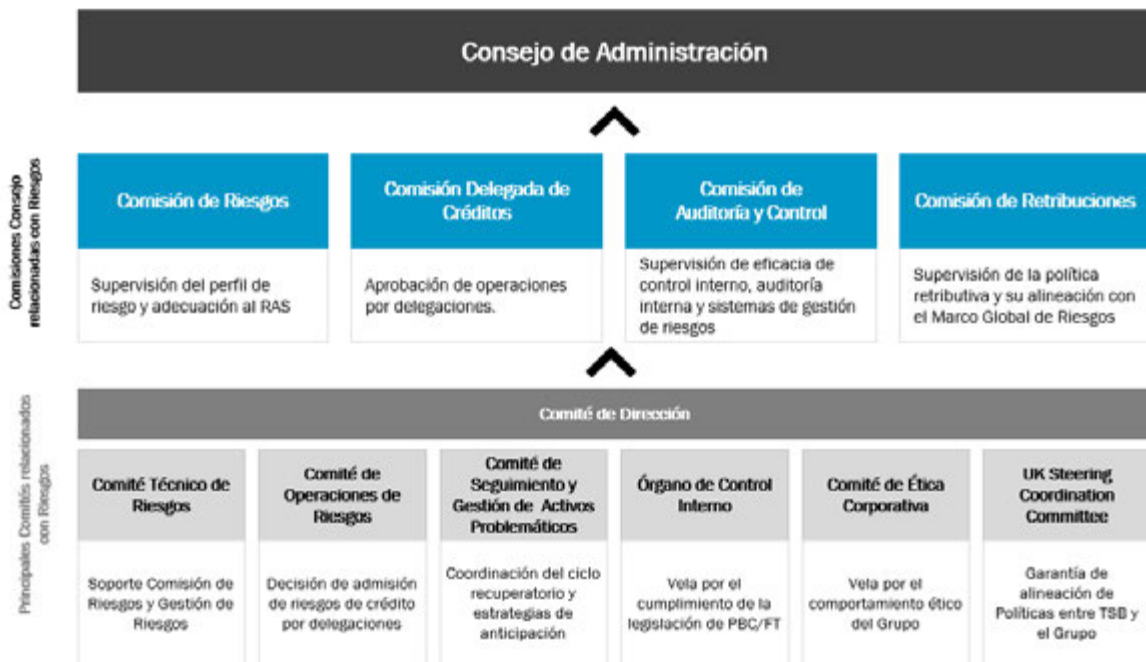 Consejo de Administración
Comisiones Consejo
relacionadas con Riesgos
Comisión de Riesgos
Supervisión del perfil de
riesgo y adecuación al RAS
Comisión Delegada de
Créditos
Aprobación de operaciones
por delegaciones.
Comisión de
Auditoría y Control
Supervisión de eficacia de
control interno, auditoría
interna y sistemas de gestión
de riesgos
Comisión de Retribuciones
Supervisión de la política
retributiva y su alineación con
el Marco Global de Riesgos
Principales Comités relacionados
con Riesgos
Comité de Dirección
Comité Técnico de
Riesgos
Soporte Comisión de
Riesgos y Gestión de
Riesgos
Comité de
Operaciones de
Riesgos
Decisión de admisión
de riesgos de crédito
por delegaciones
Comité de
Seguimiento y
Gestión de Activos
Problemáticos
Coordinación del ciclo
recuperatorio y
estrategias de
anticipación
Órgano de Control
Interno
Vela por el
cumplimiento de la
legislación de PBC/FT
Comité de Ética
Corporativa
Vela por el
comportamiento ético
del Grupo
UK Steering
Coordination
Committee
Garantía de
alineación de
Políticas entre TSB y
el Grupo